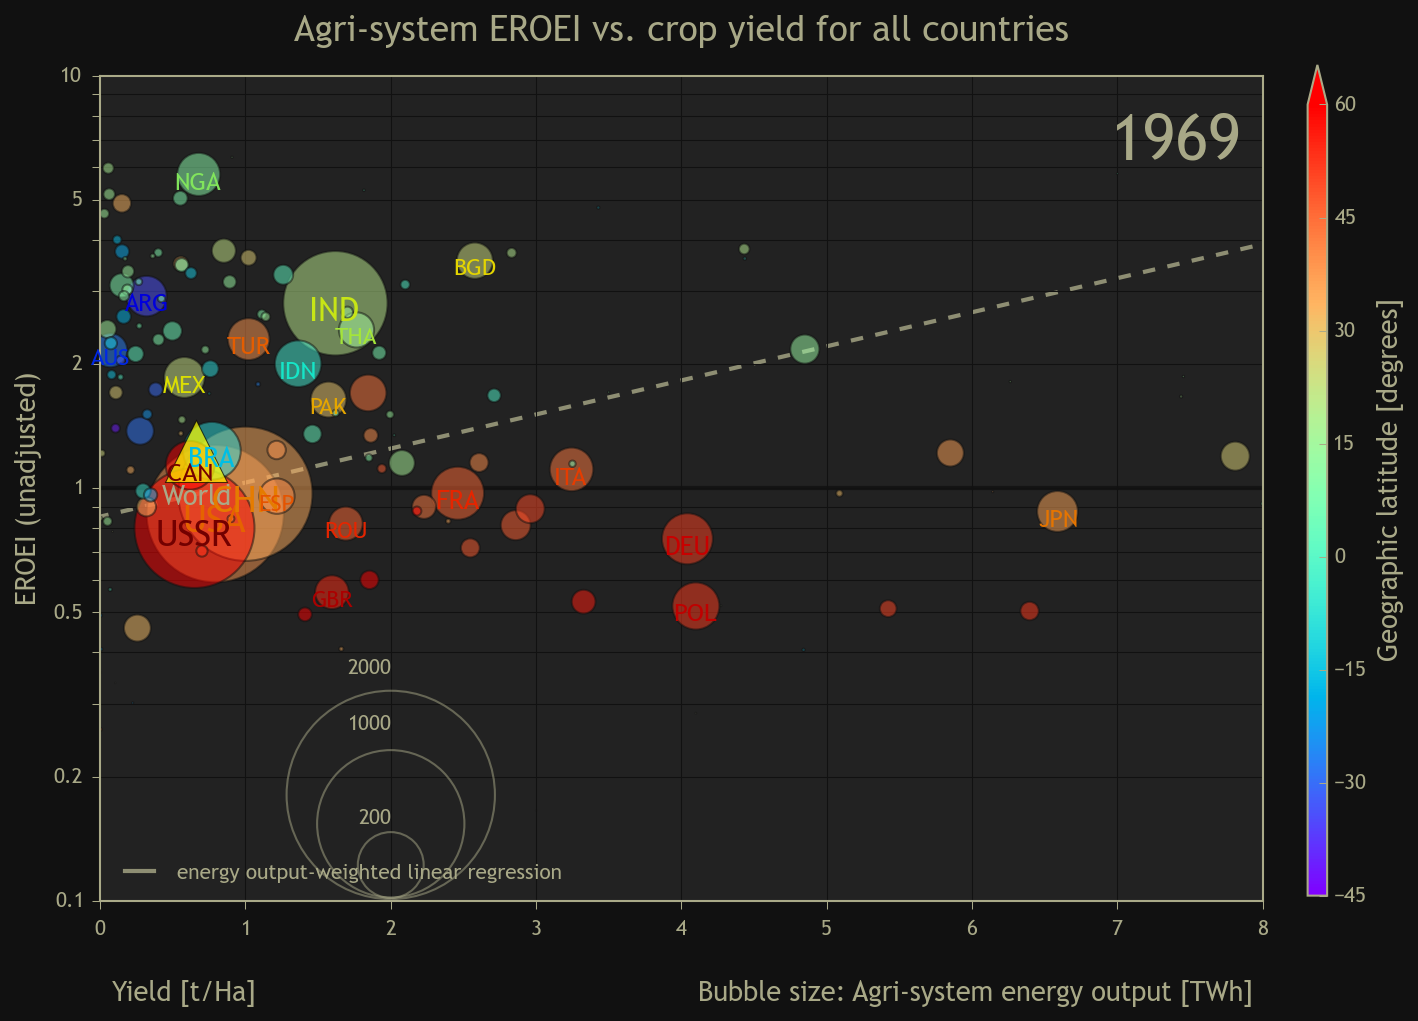 Agri-system EROEI vs. crop yield for all countries
1969
10
5
2
1
0.5
0.2
0.1
EROEI (unadjusted)
NGA
BGD
ARG
IND
THA
TUR
AUS
IDN
MEX
PAK
BRA
CAN
World
CHN
ESP
USA
USSR
FRA
ITA
ROU
JPN
DEU
GBR
POL
2000
1000
200
energy output-weighted linear regression
0
1
2
3
4
5
6
7
8
Yield [t/Ha]
Bubble size: Agri-system energy output [TWh]
60
45
30
15
0
−15
−30
−45
Geographic latitude [degrees]